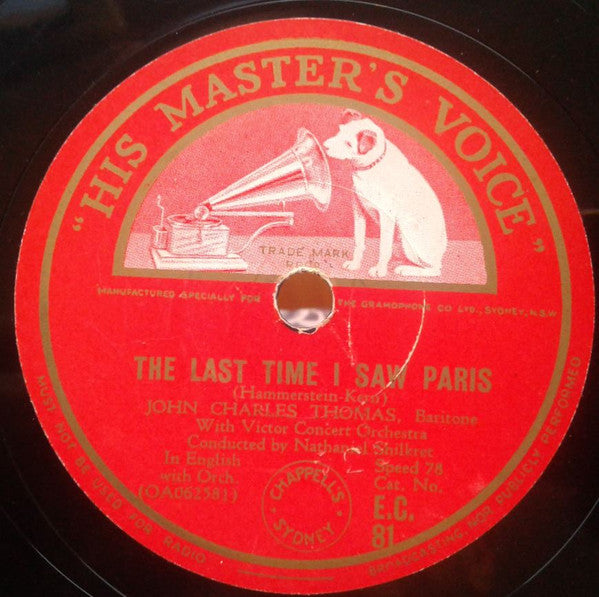 "HIS MASTER'S VOICE"
TRADE MARK
REGD.
MANUFACTURED SPECIALLY FOR THE GRAMOPHONE CO LTD., SYDNEY, N.S.W
THE LAST TIME I SAW PARIS
(Hammerstein-Kern)
JOHN CHARLES THOMAS, Baritone
With Victor Concert Orchestra
Conducted by Nathaniel Shilkret
In English
with Orch.
(OA062581)
Speed 78
Cat. No.
E.C.
81
CHAPPELLS
SYDNEY
MUST NOT BE USED FOR RADIO BROADCASTING NOR PUBLICLY PERFORMED